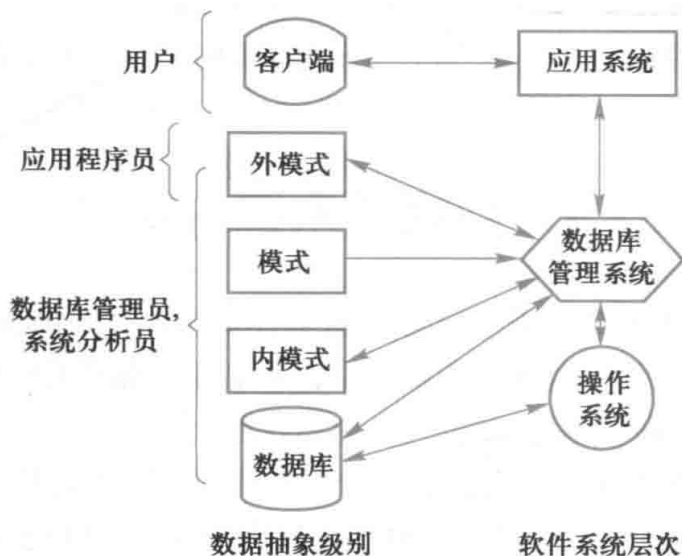 用户
客户端
应用系统
应用程序员
外模式
模式
数据库
管理系统
数据库管理员,
系统分析员
内模式
操作
系统
数据库
数据抽象级别
软件系统层次